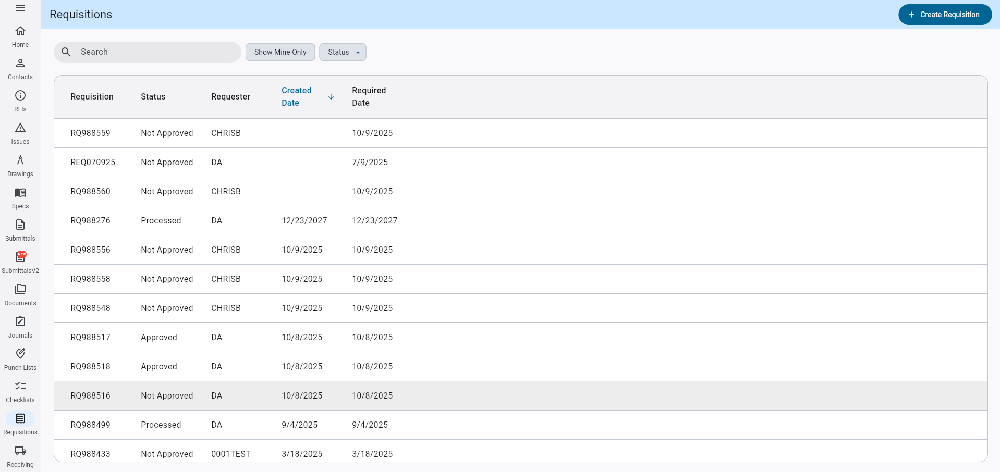 Requisitions
Create Requisition
Home
Contacts
RFIs
Issues
Drawings
Specs
Submittals
New
SubmittalsV2
Documents
Journals
Punch Lists
Checklists
Requisitions
Receiving
Search
Show Mine Only
Status
Requisition Status Requester Created Date Required Date
RQ988559 Not Approved CHRISB 10/9/2025
REQ070925 Not Approved DA 7/9/2025
RQ988560 Not Approved CHRISB 10/9/2025
RQ988276 Processed DA 12/23/2027 12/23/2027
RQ988556 Not Approved CHRISB 10/9/2025 10/9/2025
RQ988558 Not Approved CHRISB 10/9/2025 10/9/2025
RQ988548 Not Approved CHRISB 10/9/2025 10/9/2025
RQ988517 Approved DA 10/8/2025 10/8/2025
RQ988518 Approved DA 10/8/2025 10/8/2025
RQ988516 Not Approved DA 10/8/2025 10/8/2025
RQ988499 Processed DA 9/4/2025 9/4/2025
RQ988433 Not Approved 0001TEST 3/18/2025 3/18/2025